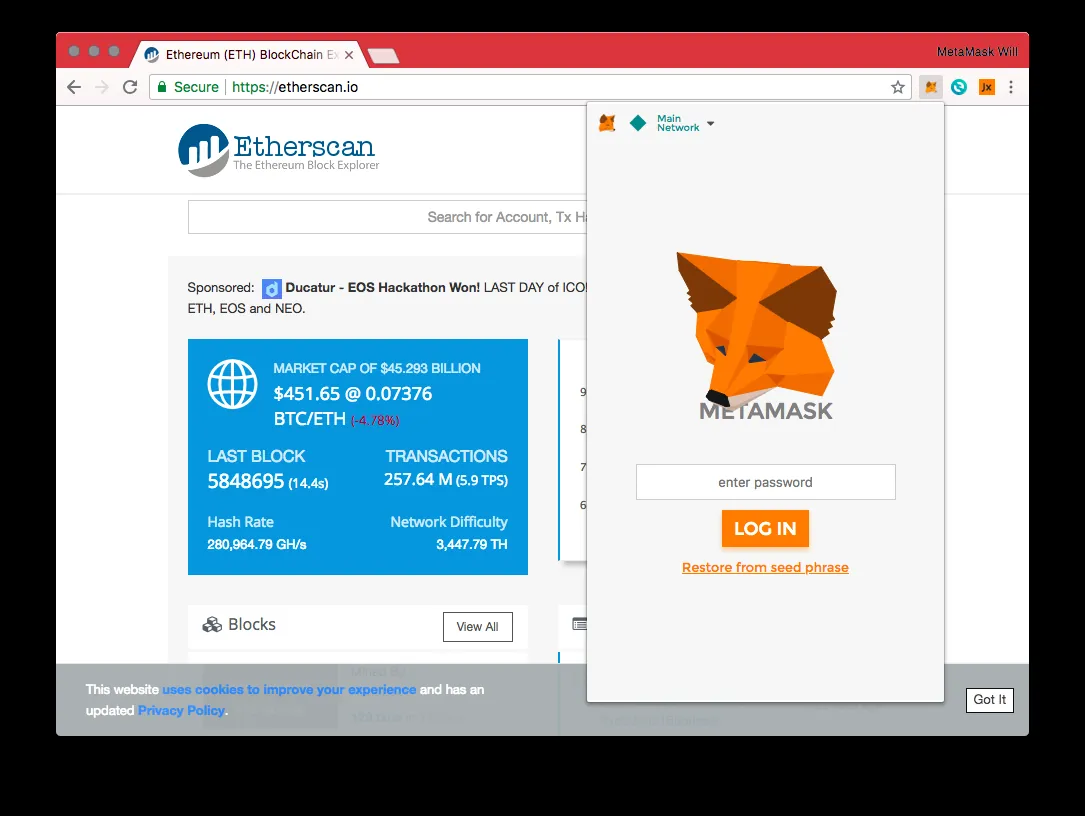 Ethereum (ETH) BlockChain Ex
MetaMask Will
Secure
https://etherscan.io
Jx
Main
Network
Etherscan
The Ethereum Block Explorer
Search for Account, Tx Ha
Sponsored: Ducatur - EOS Hackathon Won! LAST DAY of ICO!
ETH, EOS and NEO.
MARKET CAP OF $45.293 BILLION
$451.65 @ 0.07376
BTC/ETH (-4.78%)
LAST BLOCK
5848695 (14.4s)
TRANSACTIONS
257.64 M (5.9 TPS)
Hash Rate
280,964.79 GH/s
Network Difficulty
3,447.79 TH
9
8
7
6
METAMASK
enter password
LOG IN
Restore from seed phrase
Blocks
View All
This website uses cookies to improve your experience and has an
updated Privacy Policy.
Got It